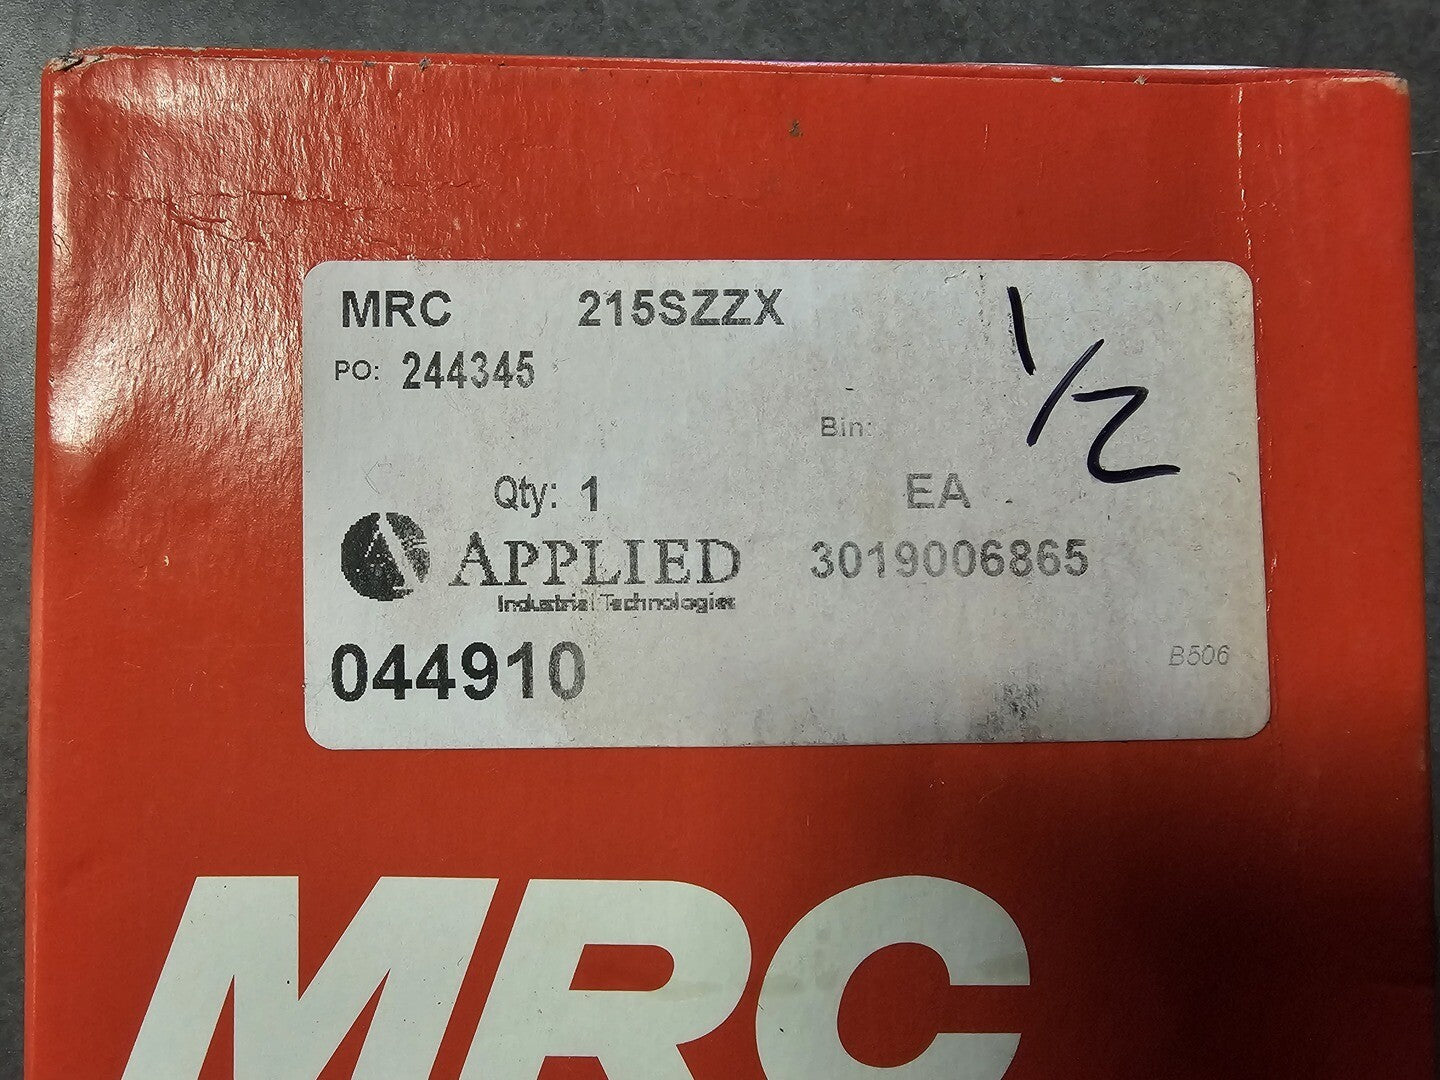 MRC 215SZZX
PO: 244345
1/2
Bin:
Qty: 1 EA
APPLIED 3019006865
Industrial Technologies
044910
B506
MRC